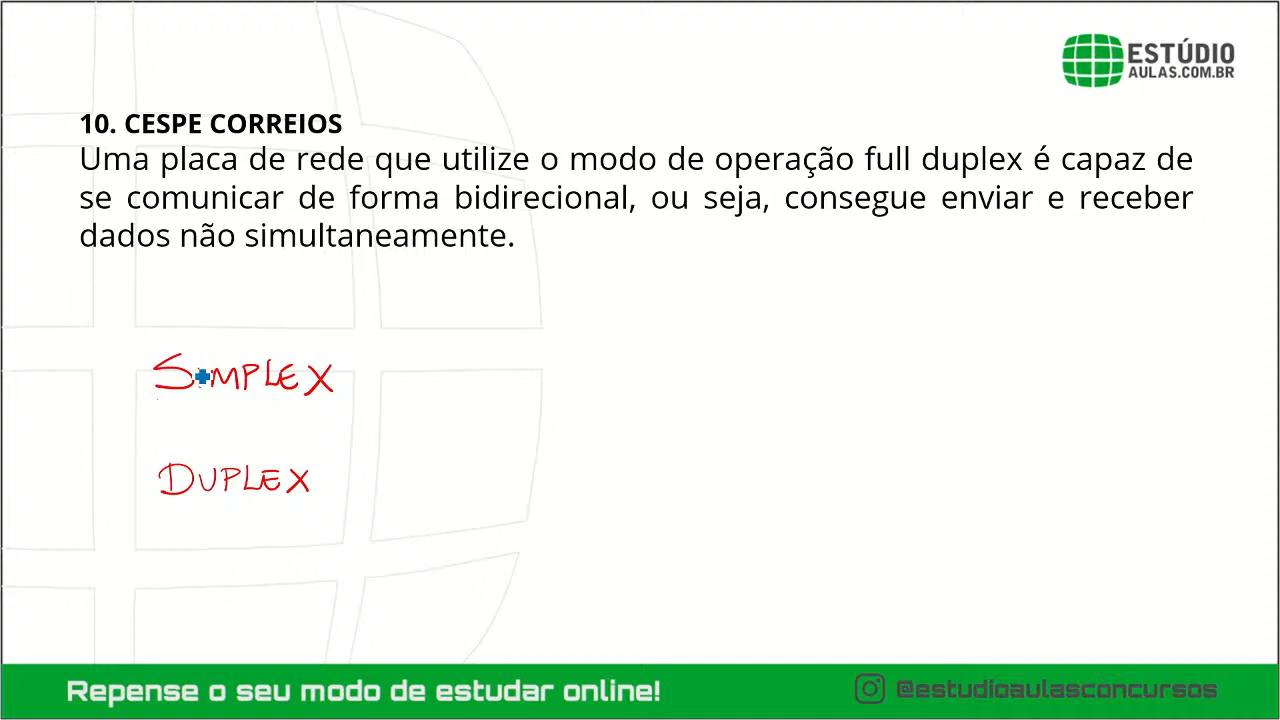 ESTÚDIO
AULAS.COM.BR
10. CESPE CORREIOS
Uma placa de rede que utilize o modo de operação full duplex é capaz de
se comunicar de forma bidirecional, ou seja, consegue enviar e receber
dados não simultaneamente.
SIMPLEX
DUPLEX
Repense o seu modo de estudar online!
@estudioaulasconcursos